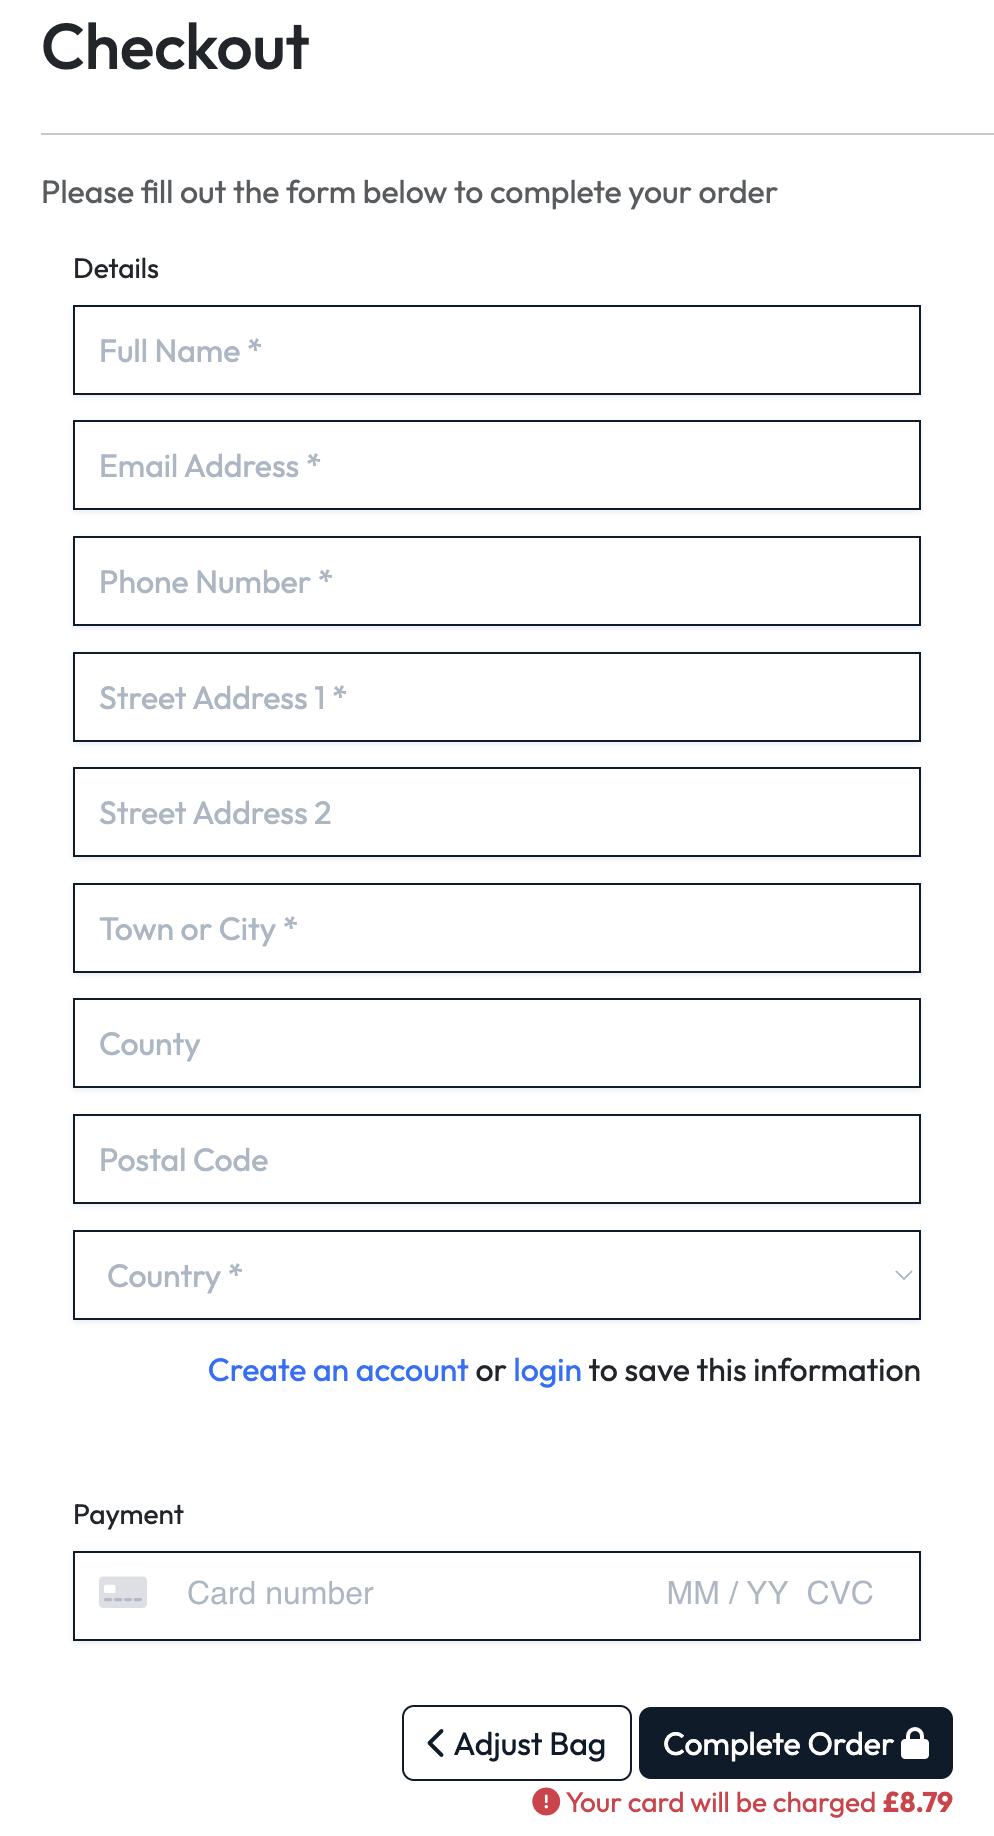 Checkout
Please fill out the form below to complete your order
Details
Full Name *
Email Address *
Phone Number *
Street Address 1 *
Street Address 2
Town or City *
County
Postal Code
Country *
Create an account or login to save this information
Payment
Card number MM / YY CVC
Adjust Bag Complete Order
Your card will be charged £8.79